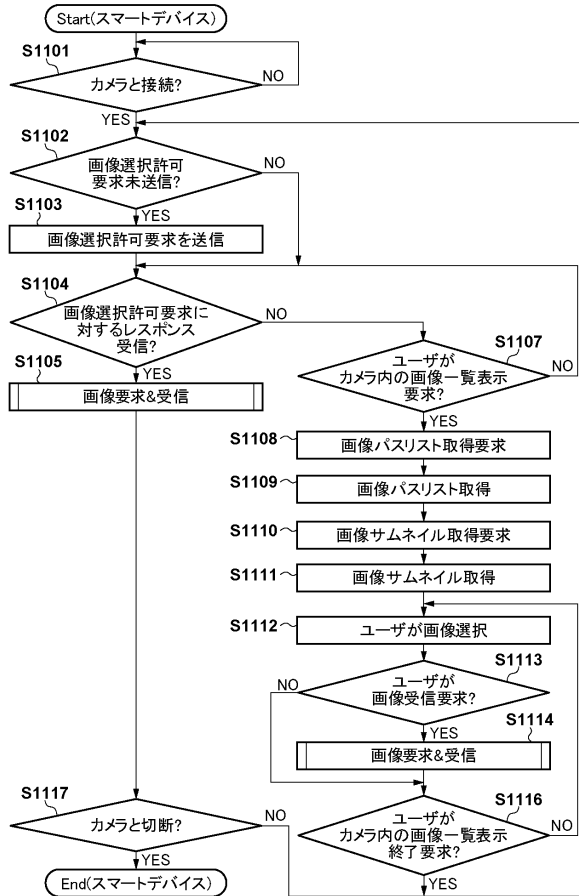 Start(スマートデバイス)
S1101
カメラと接続?
NO
YES
S1102
画像選択許可
要求未送信?
NO
YES
S1103
画像選択許可要求を送信
S1104
画像選択許可要求に
対するレスポンス
受信?
NO
YES
S1105
画像要求&受信
S1107
ユーザが
カメラ内の画像一覧表示
要求?
NO
YES
S1108
画像パスリスト取得要求
S1109
画像パスリスト取得
S1110
画像サムネイル取得要求
S1111
画像サムネイル取得
S1112
ユーザが画像選択
S1113
ユーザが
画像受信要求?
NO
YES
S1114
画像要求&受信
S1116
ユーザが
カメラ内の画像一覧表示
終了要求?
NO
YES
S1117
カメラと切断?
NO
YES
End(スマートデバイス)